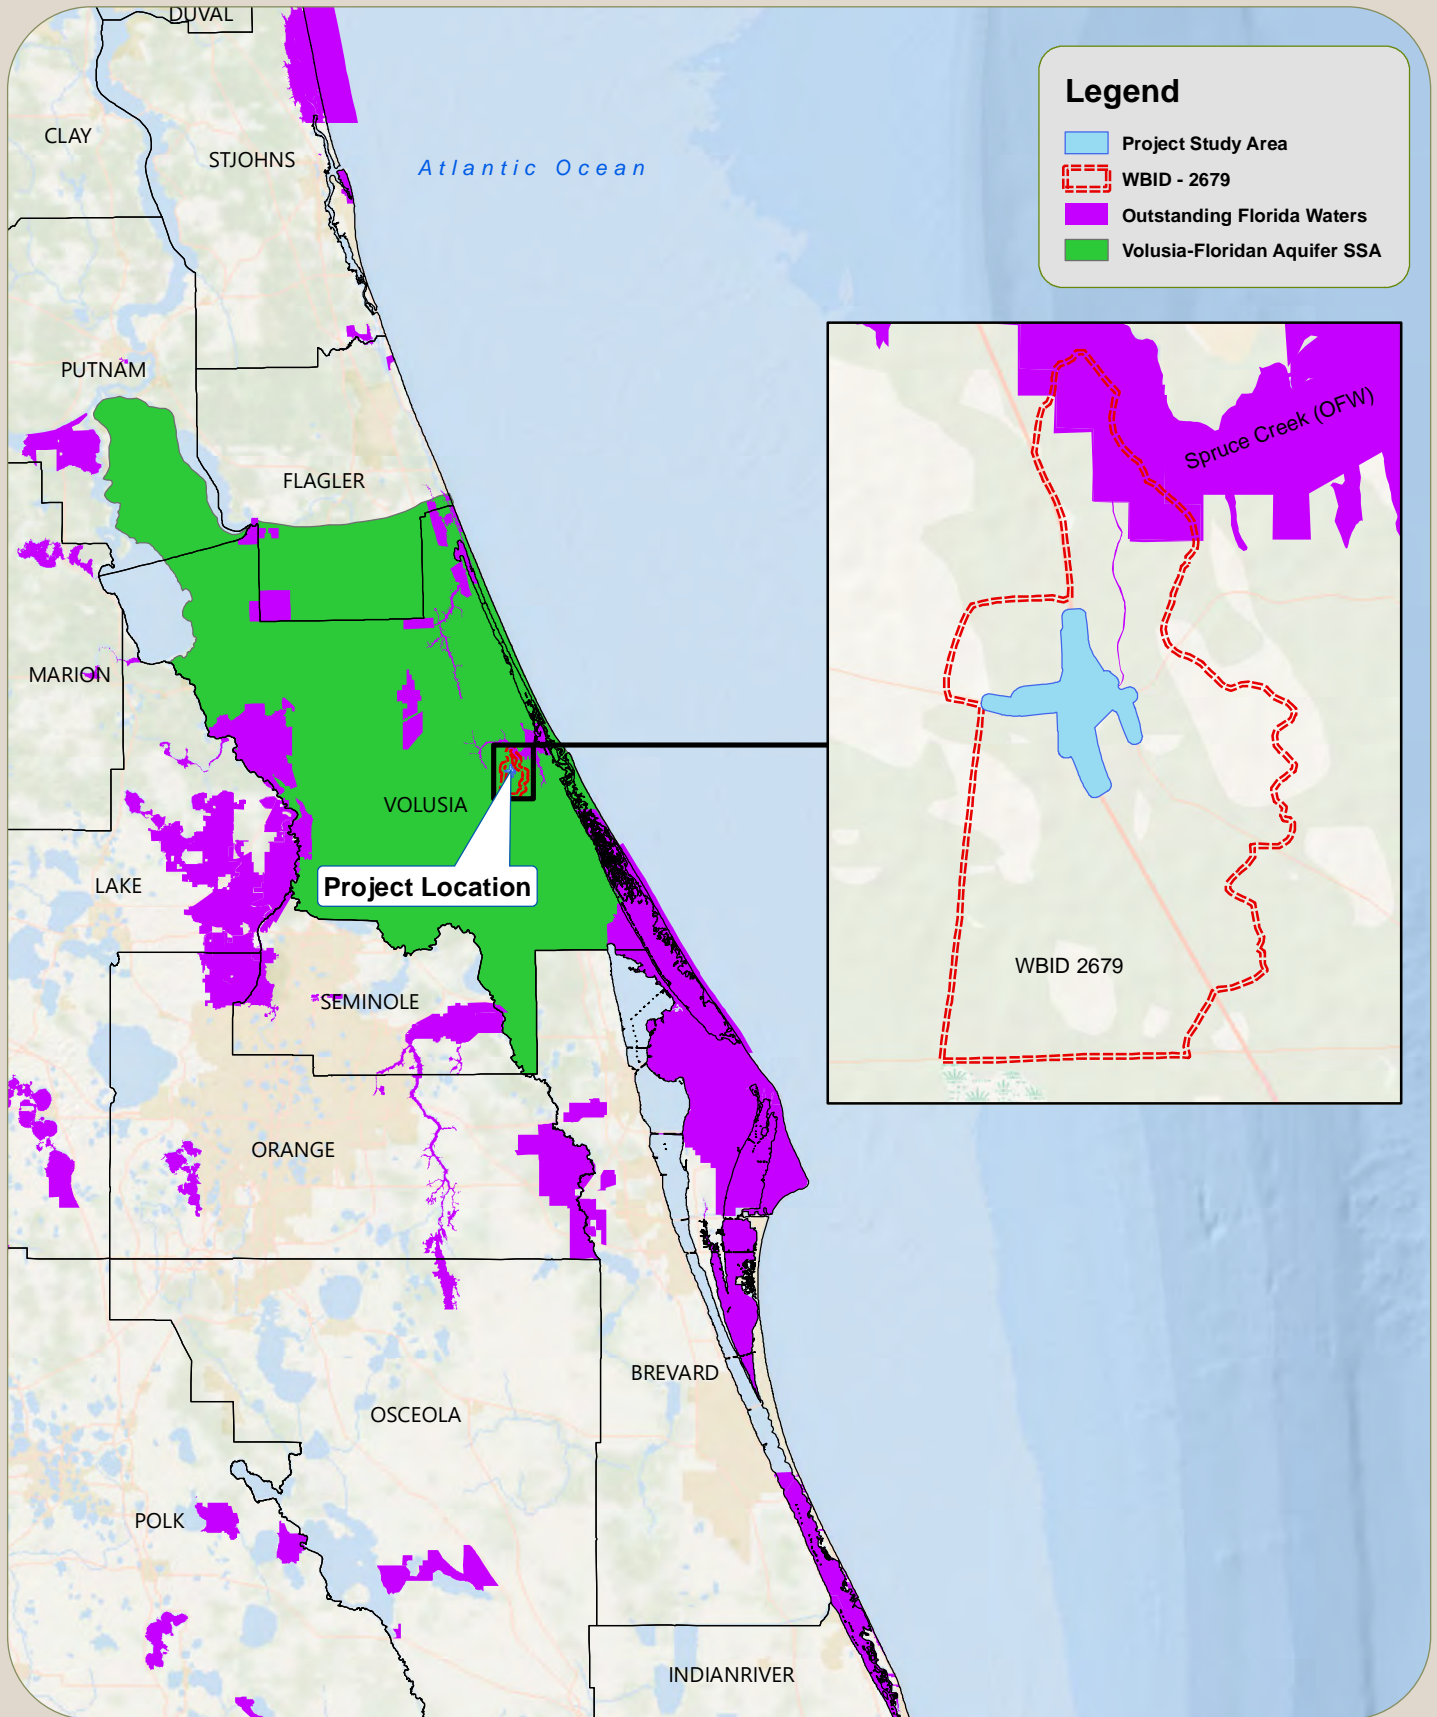 DUVAL
CLAY
STJOHNS
Atlantic Ocean
Legend
Project Study Area
WBID - 2679
Outstanding Florida Waters
Volusia-Floridan Aquifer SSA
PUTNAM
FLAGLER
Spruce Creek (OFW)
MARION
VOLUSIA
LAKE
Project Location
WBID 2679
SEMINOLE
ORANGE
BREVARD
OSCEOLA
POLK
INDIANRIVER